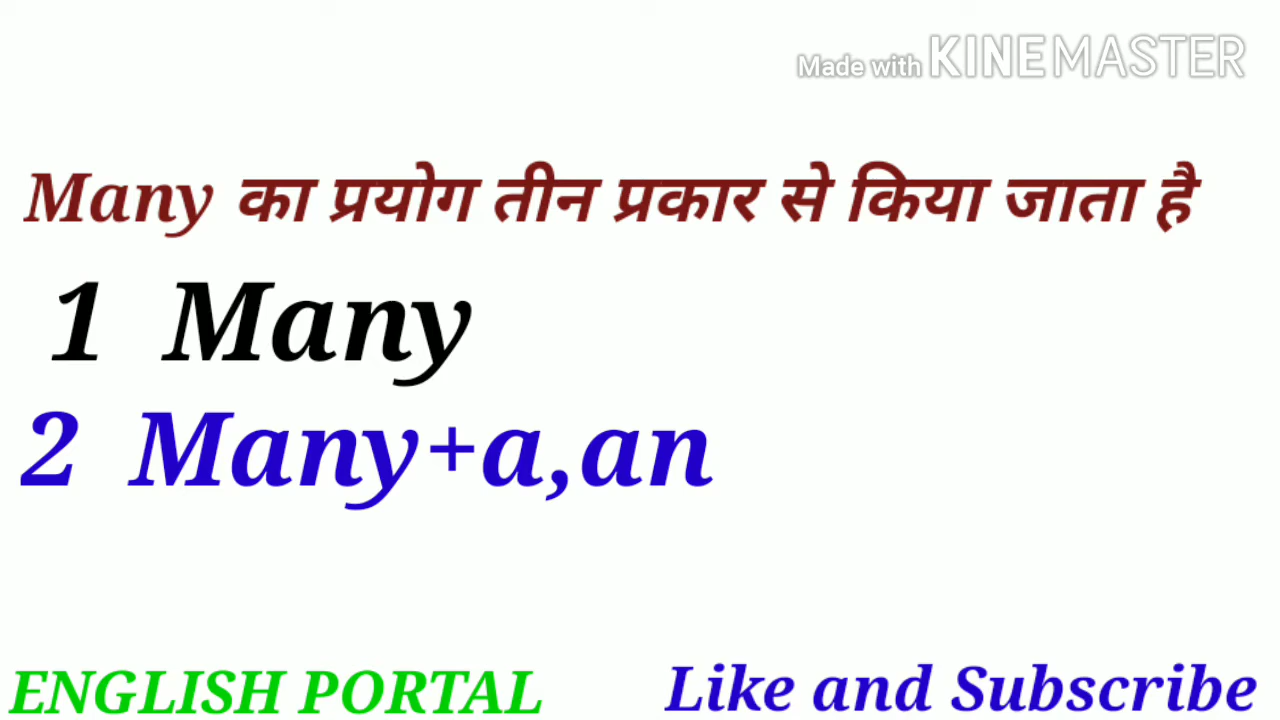 Made with KINEMASTER
Many का प्रयोग तीन प्रकार से किया जाता है
1 Many
2 Many+a,an
ENGLISH PORTAL
Like and Subscribe